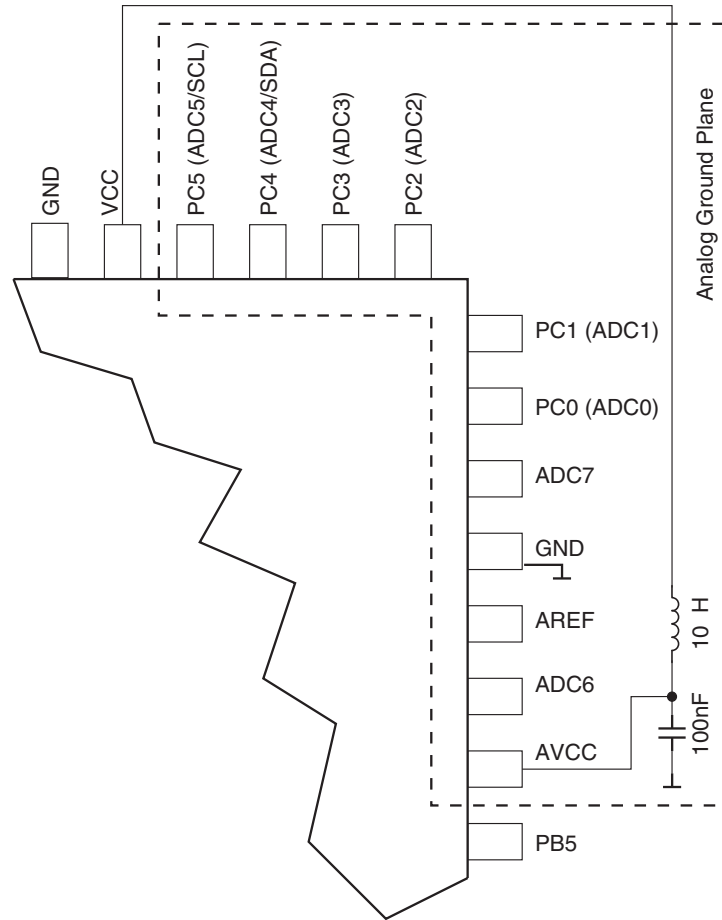 GND
VCC
PC5 (ADC5/SCL)
PC4 (ADC4/SDA)
PC3 (ADC3)
PC2 (ADC2)
Analog Ground Plane
PC1 (ADC1)
PC0 (ADC0)
ADC7
GND
AREF
ADC6
AVCC
PB5
10 H
100nF